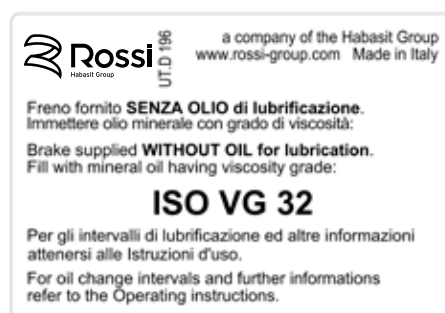 Rossi
Habasit Group
UT.D 196
a company of the Habasit Group
www.rossi-group.com Made in Italy
Freno fornito SENZA OLIO di lubrificazione.
Immettere olio minerale con grado di viscosità:
Brake supplied WITHOUT OIL for lubrication.
Fill with mineral oil having viscosity grade:
ISO VG 32
Per gli intervalli di lubrificazione ed altre informazioni
attenersi alle Istruzioni d'uso.
For oil change intervals and further informations
refer to the Operating instructions.